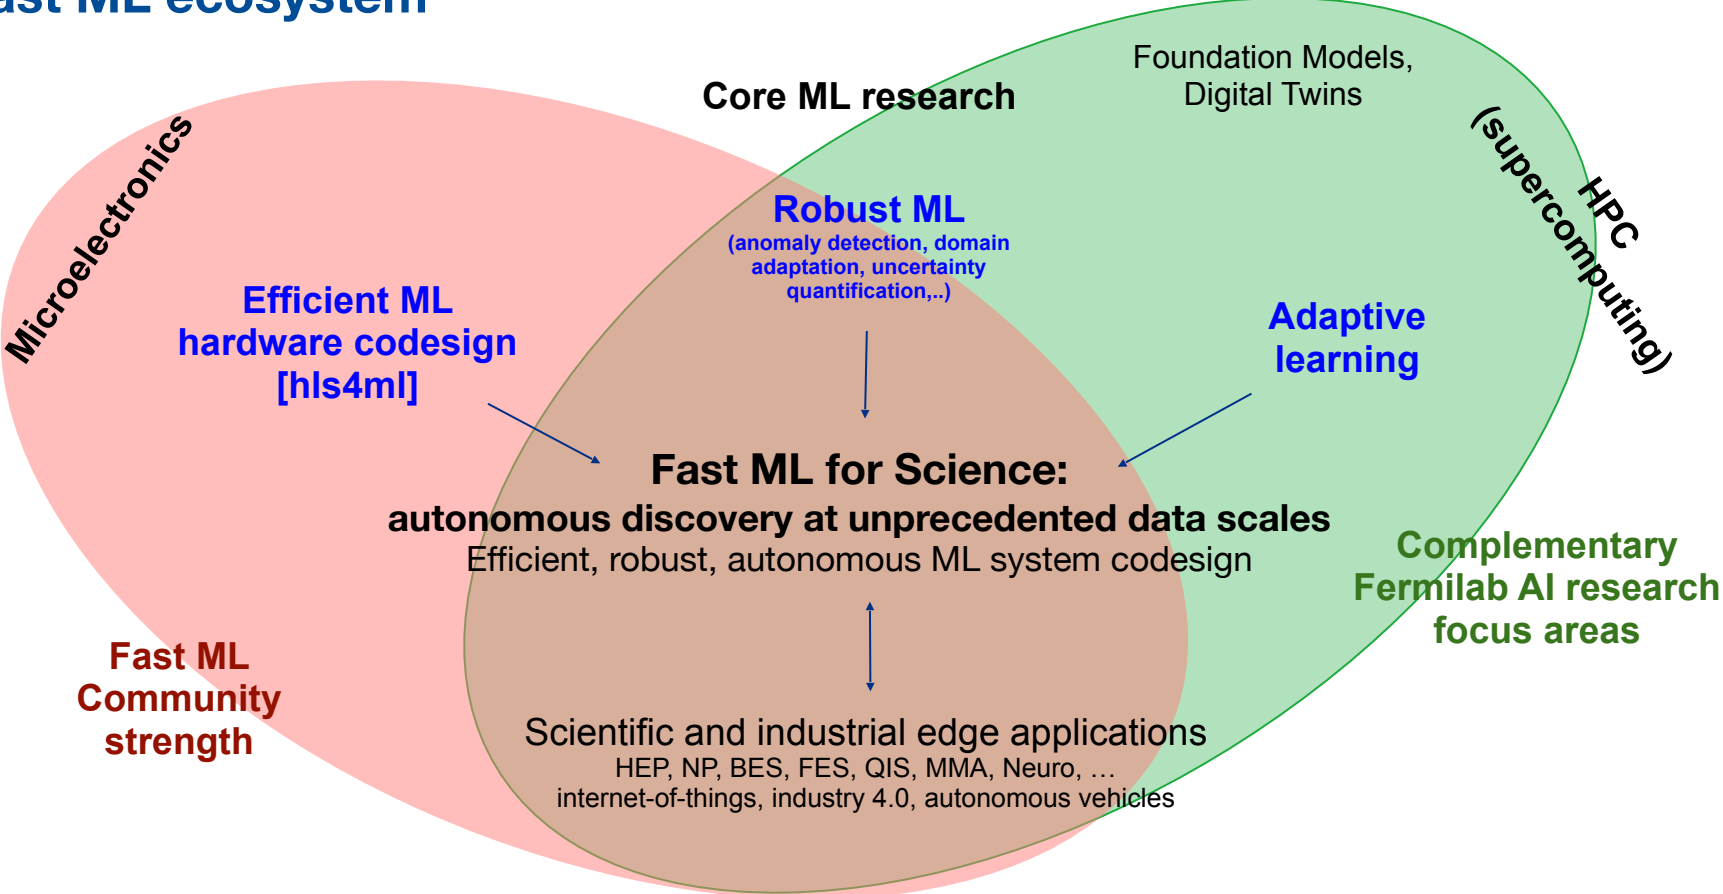 ast ML ecosystem
Foundation Models,
Digital Twins
Core ML research
Microelectronics
HPC
(supercomputing)
Robust ML
(anomaly detection, domain
adaptation, uncertainty
quantification,..)
Efficient ML
hardware codesign
[hls4ml]
Adaptive
learning
Fast ML for Science:
autonomous discovery at unprecedented data scales
Efficient, robust, autonomous ML system codesign
Complementary
Fermilab AI research
focus areas
Fast ML
Community
strength
Scientific and industrial edge applications
HEP, NP, BES, FES, QIS, MMA, Neuro, …
internet-of-things, industry 4.0, autonomous vehicles